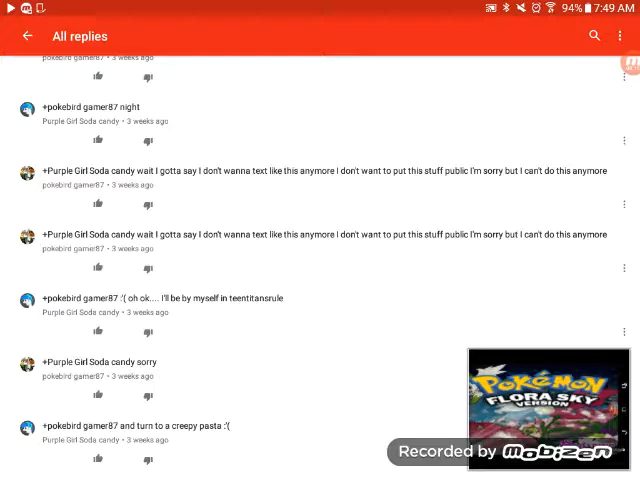 94% 7:49 AM
All replies
pokebird gamer87 • 3 weeks ago
+pokebird gamer87 night
Purple Girl Soda candy • 3 weeks ago
+Purple Girl Soda candy wait I gotta say I don't wanna text like this anymore I don't want to put this stuff public I'm sorry but I can't do this anymore
pokebird gamer87 • 3 weeks ago
+Purple Girl Soda candy wait I gotta say I don't wanna text like this anymore I don't want to put this stuff public I'm sorry but I can't do this anymore
pokebird gamer87 • 3 weeks ago
+pokebird gamer87 :'( oh ok.... I'll be by myself in teentitansrule
Purple Girl Soda candy • 3 weeks ago
+Purple Girl Soda candy sorry
pokebird gamer87 • 3 weeks ago
+pokebird gamer87 and turn to a creepy pasta :'(
Purple Girl Soda candy • 3 weeks ago
POKéMON
FLORA SKY
VERSION
Recorded by mobizen